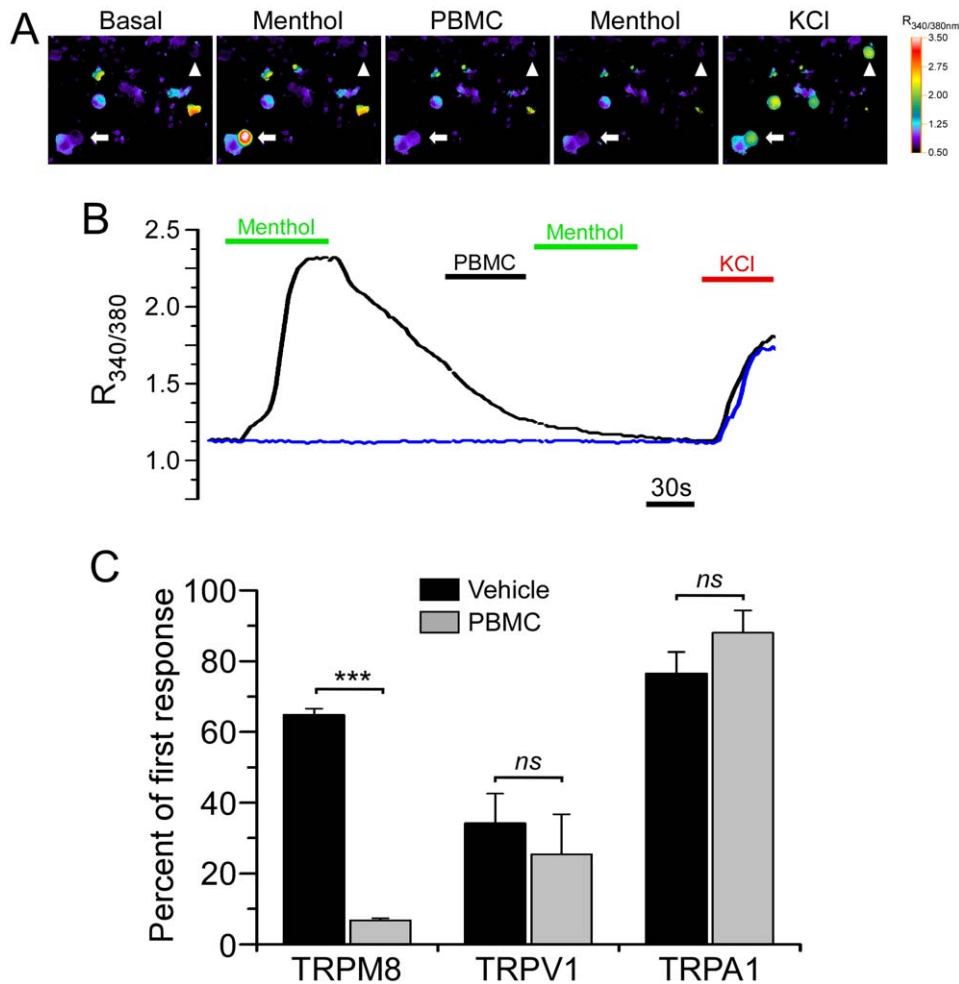 A
Basal
Menthol
PBMC
Menthol
KCl
R340/380nm
3.50
2.75
2.00
1.25
0.50
B
Menthol
PBMC
Menthol
KCl
R340/380
2.5
2.0
1.5
1.0
30s
C
Vehicle
PBMC
Percent of first response
100
80
60
40
20
0
***
ns
ns
TRPM8
TRPV1
TRPA1